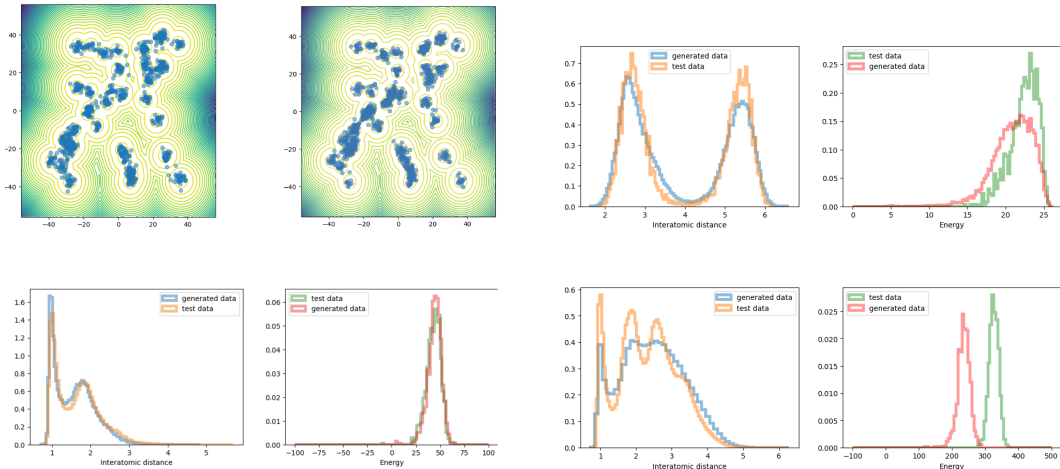 40
20
0
−20
−40
−40 −20 0 20 40
40
20
0
−20
−40
−40 −20 0 20 40
generated data
test data
0.7
0.6
0.5
0.4
0.3
0.2
0.1
0.0
2 3 4 5 6
Interatomic distance
test data
generated data
0.25
0.20
0.15
0.10
0.05
0.00
0 5 10 15 20 25
Energy
generated data
test data
1.6
1.4
1.2
1.0
0.8
0.6
0.4
0.2
0.0
1 2 3 4 5
Interatomic distance
test data
generated data
0.06
0.05
0.04
0.03
0.02
0.01
0.00
−100 −75 −50 −25 0 25 50 75 100
Energy
generated data
test data
0.6
0.5
0.4
0.3
0.2
0.1
0.0
1 2 3 4 5 6
Interatomic distance
test data
generated data
0.025
0.020
0.015
0.010
0.005
0.000
−100 0 100 200 300 400 500
Energy